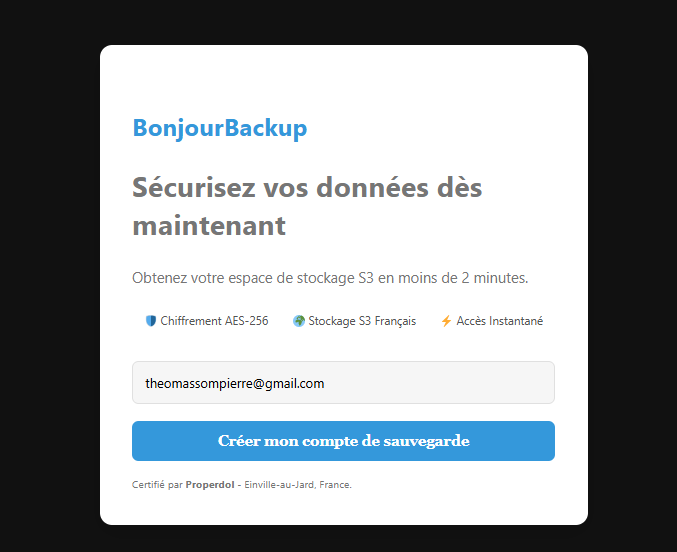 BonjourBackup
Sécurisez vos données dès
maintenant
Obtenez votre espace de stockage S3 en moins de 2 minutes.
🛡️ Chiffrement AES-256 🌍 Stockage S3 Français ⚡ Accès Instantané
theomassompierre@gmail.com
Créer mon compte de sauvegarde
Certifié par Properdol - Einville-au-Jard, France.